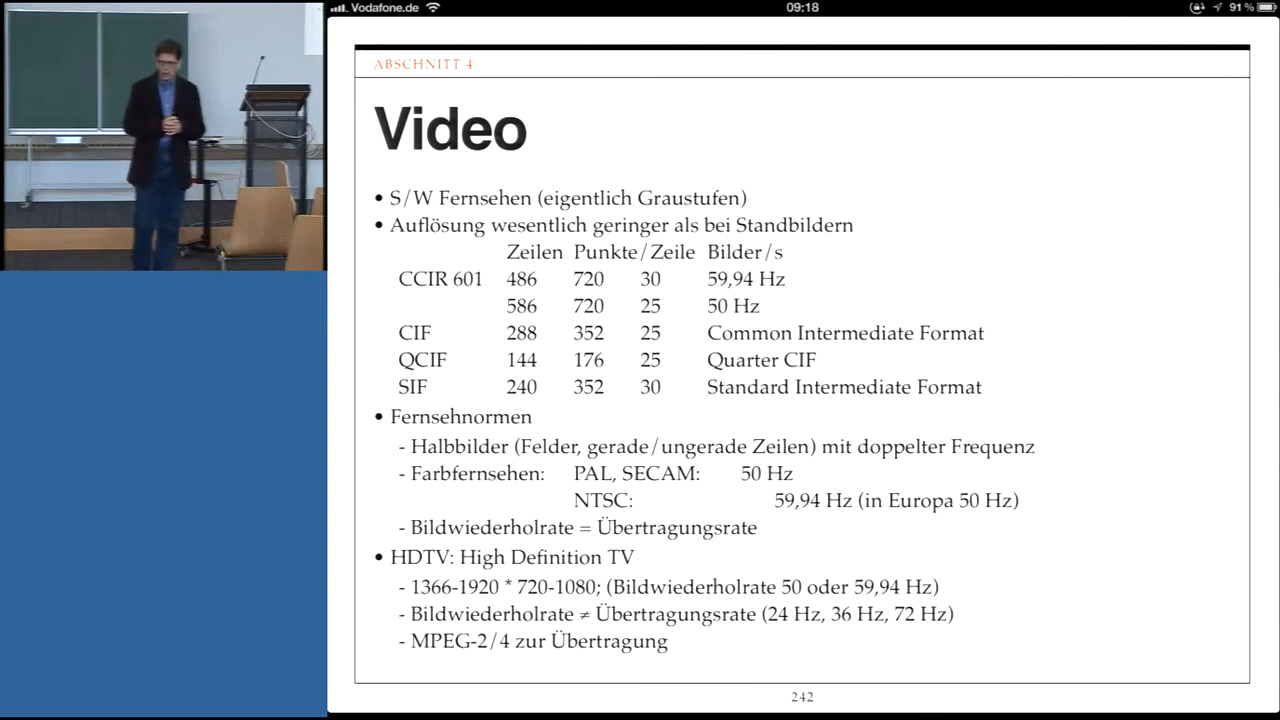 Vodafone.de 09:18 91 %
ABSCHNITT 4
Video
• S/W Fernsehen (eigentlich Graustufen)
• Auflösung wesentlich geringer als bei Standbildern
Zeilen Punkte/Zeile Bilder/s
CCIR 601 486 720 30 59,94 Hz
586 720 25 50 Hz
CIF 288 352 25 Common Intermediate Format
QCIF 144 176 25 Quarter CIF
SIF 240 352 30 Standard Intermediate Format
• Fernsehnormen
- Halbbilder (Felder, gerade/ungerade Zeilen) mit doppelter Frequenz
- Farbfernsehen: PAL, SECAM: 50 Hz
NTSC: 59,94 Hz (in Europa 50 Hz)
- Bildwiederholrate = Übertragungsrate
• HDTV: High Definition TV
- 1366-1920 * 720-1080; (Bildwiederholrate 50 oder 59,94 Hz)
- Bildwiederholrate ≠ Übertragungsrate (24 Hz, 36 Hz, 72 Hz)
- MPEG-2/4 zur Übertragung
242